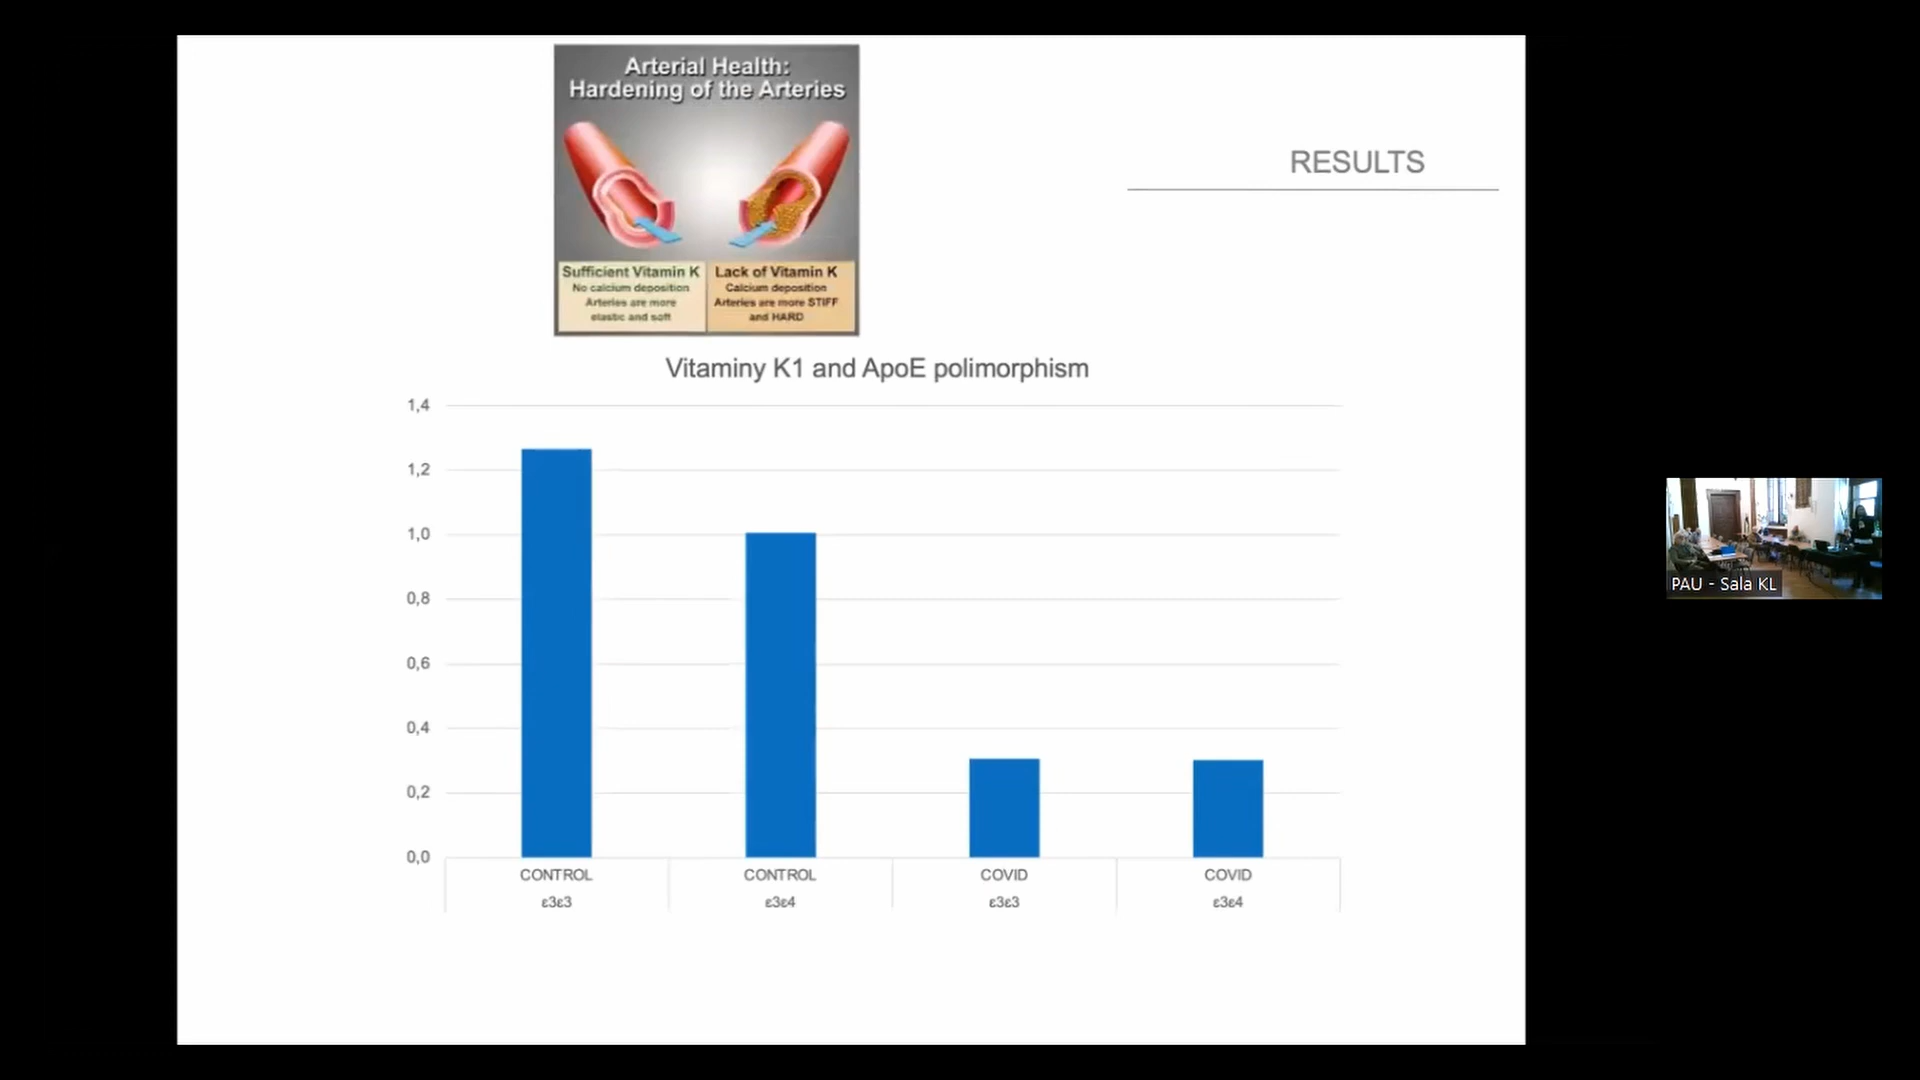 Arterial Health:
Hardening of the Arteries
Sufficient Vitamin K
No calcium deposition
Arteries are more
elastic and soft
Lack of Vitamin K
Calcium deposition
Arteries are more STIFF
and HARD
RESULTS
Vitaminy K1 and ApoE polimorphism
1,4
1,2
1,0
0,8
0,6
0,4
0,2
0,0
CONTROL CONTROL COVID COVID
ε3ε3 ε3ε4 ε3ε3 ε3ε4
PAU - Sala KL